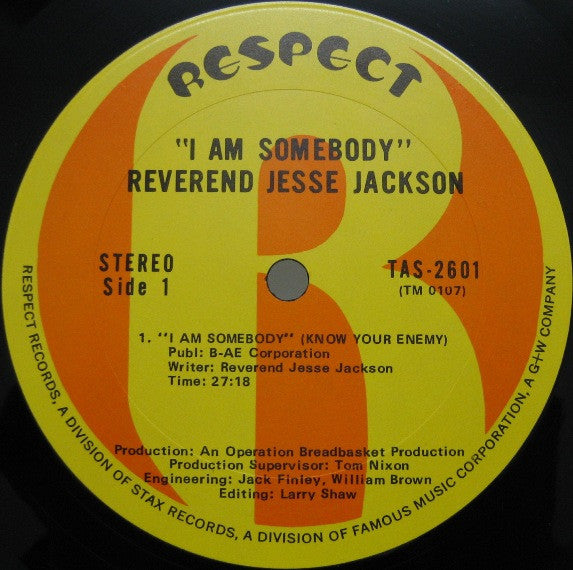 RESPECT
"I AM SOMEBODY"
REVEREND JESSE JACKSON
STEREO
Side 1
TAS-2601
(TM 0107)
1. "I AM SOMEBODY" (KNOW YOUR ENEMY)
Publ: B-AE Corporation
Writer: Reverend Jesse Jackson
Time: 27:18
Production: An Operation Breadbasket Production
Production Supervisor: Tom Nixon
Engineering: Jack Finley, William Brown
Editing: Larry Shaw
RESPECT RECORDS, A DIVISION OF STAX RECORDS, A DIVISION OF FAMOUS MUSIC CORPORATION, A G+W COMPANY